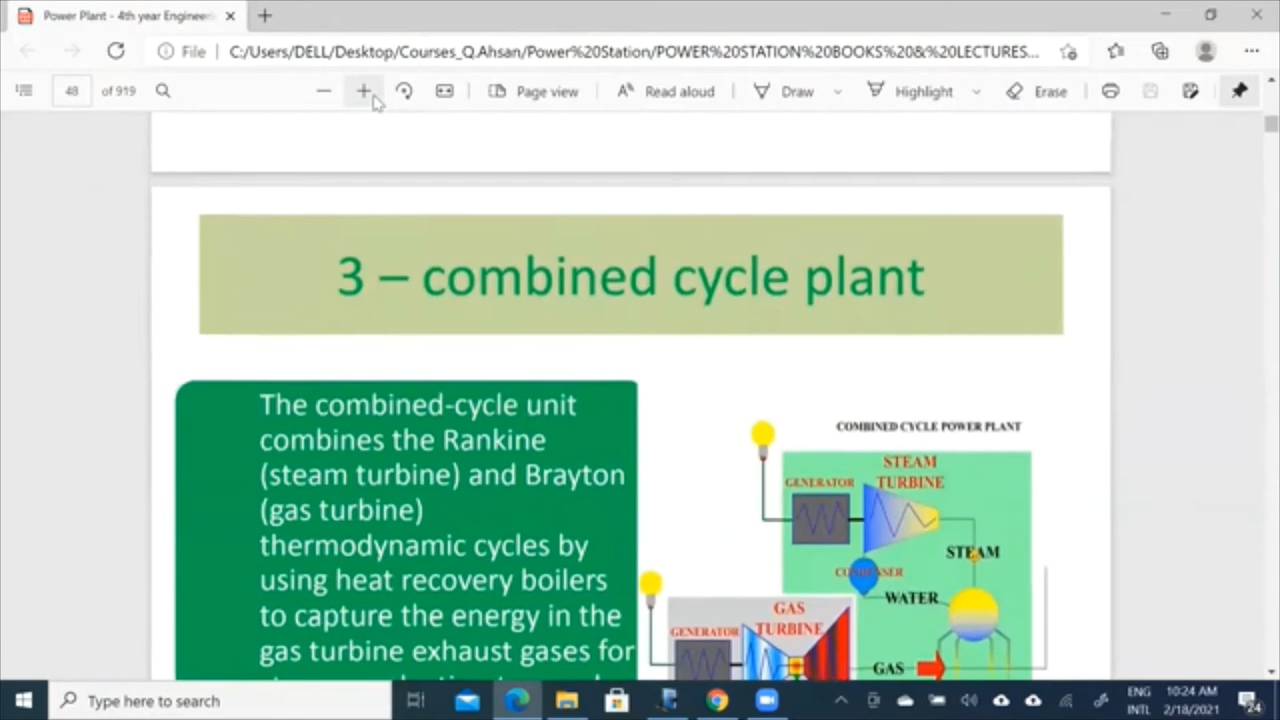 Power Plant - 4th year Engineeri
File
C:/Users/DELL/Desktop/Courses_Q.Ahsan/Power%20Station/POWER%20STATION%20BOOKS%20&%20LECTURES...
48 of 919
Page view
Read aloud
Draw
Highlight
Erase
3 – combined cycle plant
The combined-cycle unit
combines the Rankine
(steam turbine) and Brayton
(gas turbine)
thermodynamic cycles by
using heat recovery boilers
to capture the energy in the
gas turbine exhaust gases for
COMBINED CYCLE POWER PLANT
STEAM
TURBINE
GENERATOR
STEAM
CONDENSER
WATER
GAS
TURBINE
GENERATOR
GAS
Type here to search
ENG
INTL
10:24 AM
2/18/2021
24